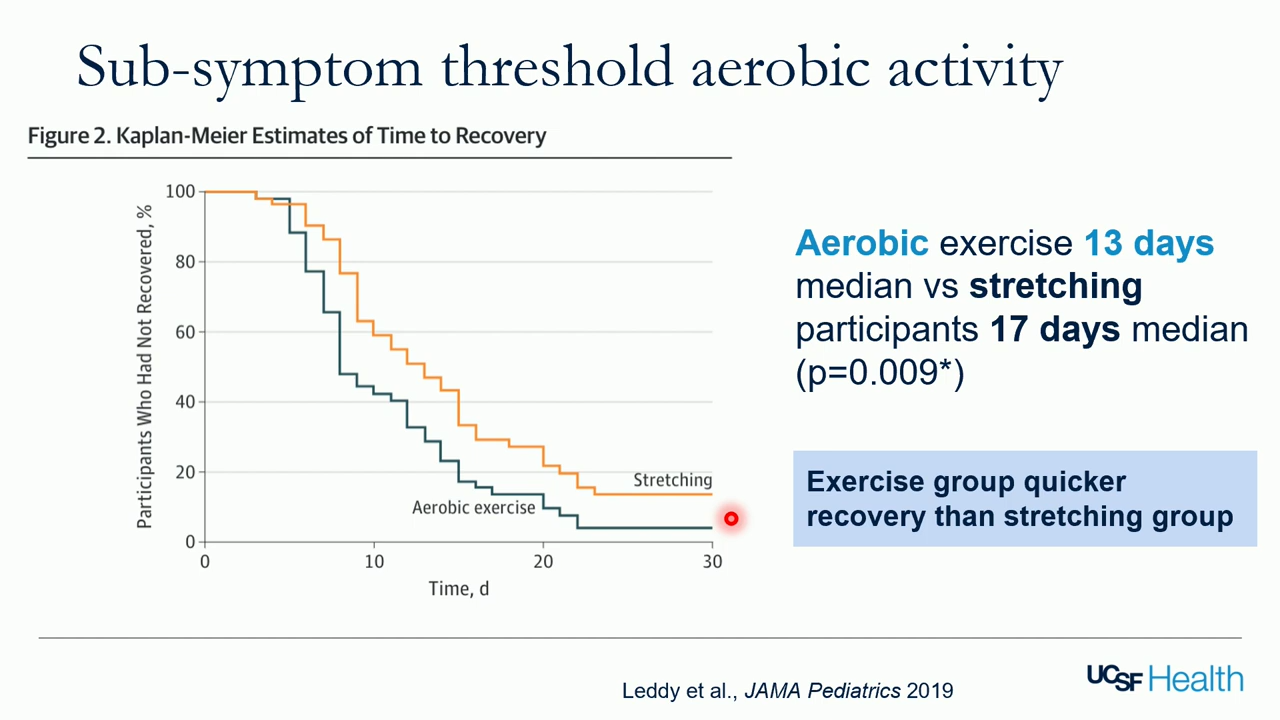 Sub-symptom threshold aerobic activity
Figure 2. Kaplan-Meier Estimates of Time to Recovery
Participants Who Had Not Recovered, %
100
80
60
40
20
0
Stretching
Aerobic exercise
0 10 20 30
Time, d
Aerobic exercise 13 days
median vs stretching
participants 17 days median
(p=0.009*)
Exercise group quicker
recovery than stretching group
Leddy et al., JAMA Pediatrics 2019
UCSF Health